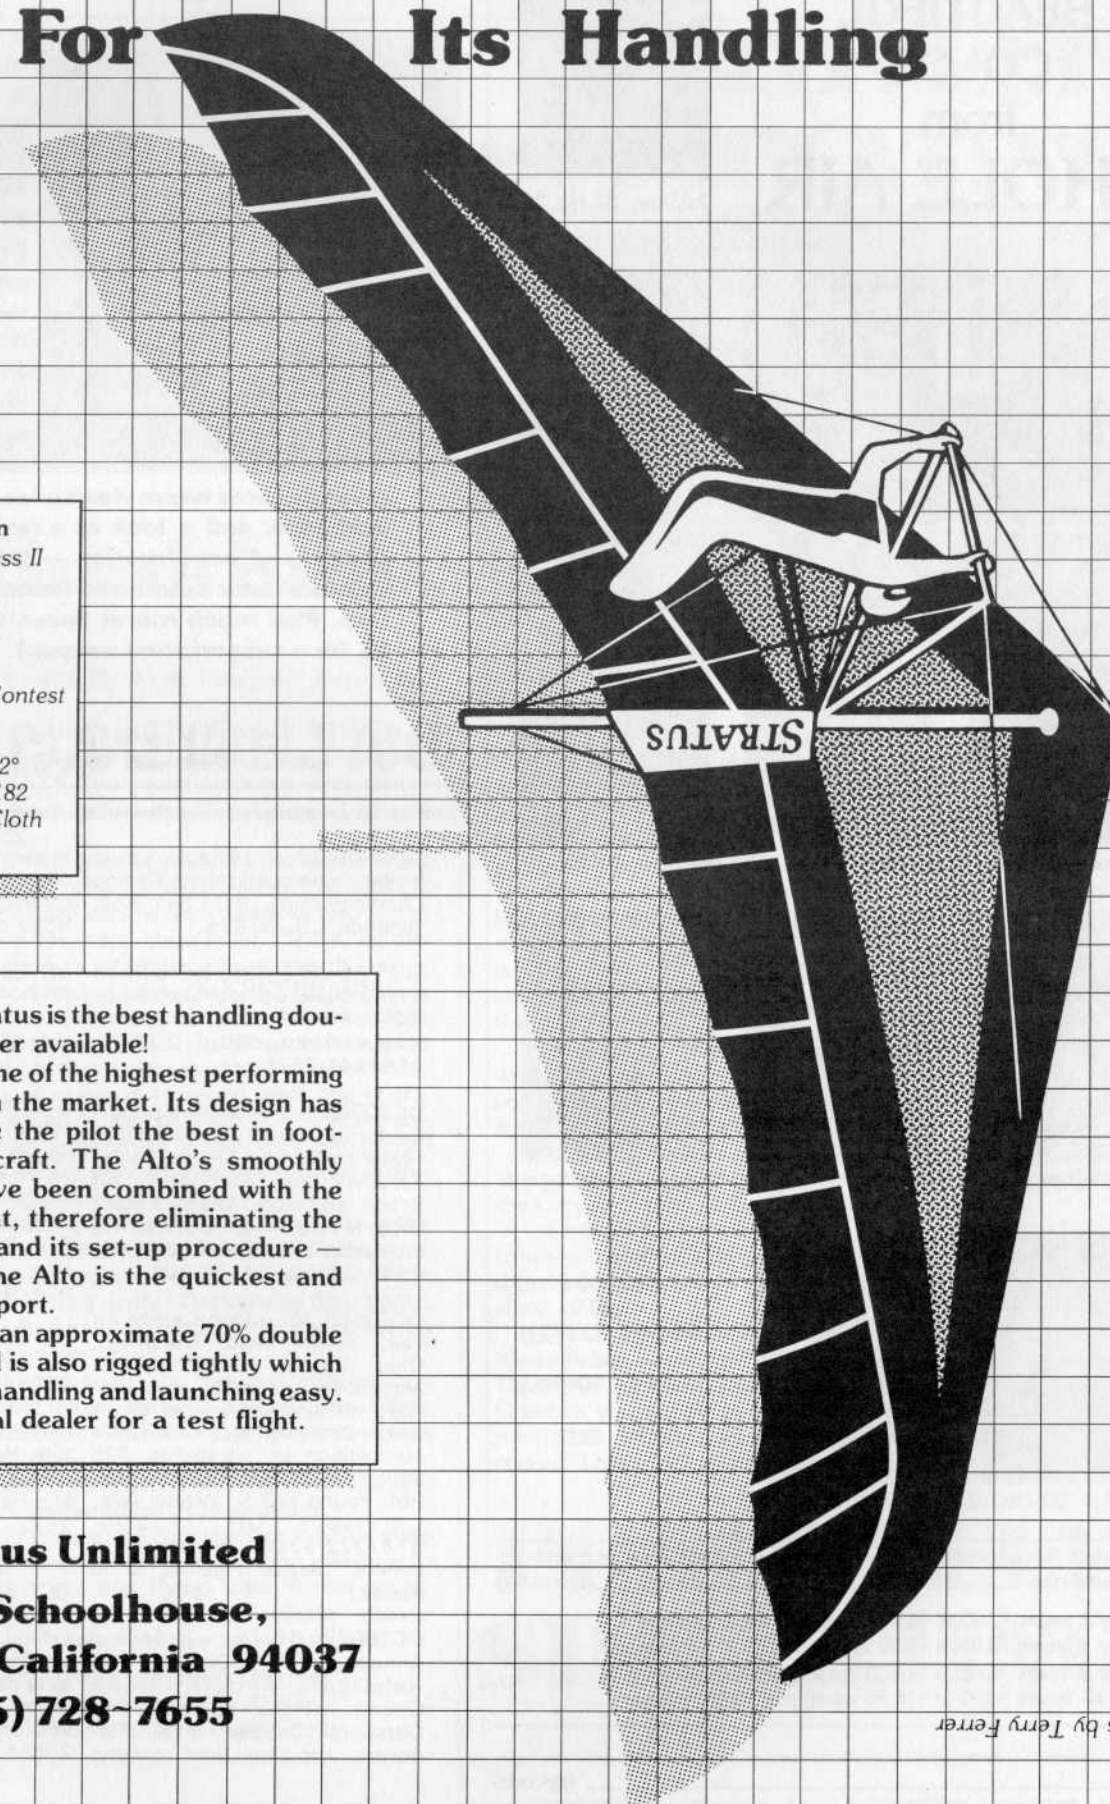 For Its Handling
n
ss II
Contest
2°
182
Cloth
STRATUS
atus is the best handling dou-
er available!
ne of the highest performing
n the market. Its design has
e the pilot the best in foot-
craft. The Alto's smoothly
ve been combined with the
t, therefore eliminating the
and its set-up procedure —
he Alto is the quickest and
port.
an approximate 70% double
d is also rigged tightly which
handling and launching easy.
al dealer for a test flight.
us Unlimited
Schoolhouse,
California 94037
5) 728~7655
s by Terry Ferrer